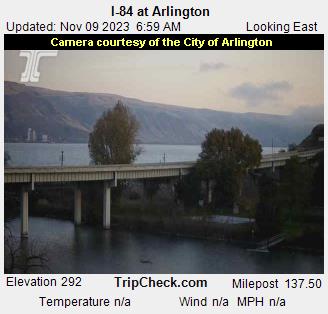 I-84 at Arlington
Updated: Nov 09 2023 6:59 AM Looking East
Camera courtesy of the City of Arlington
Elevation 292 TripCheck.com Milepost 137.50
Temperature n/a Wind n/a MPH n/a